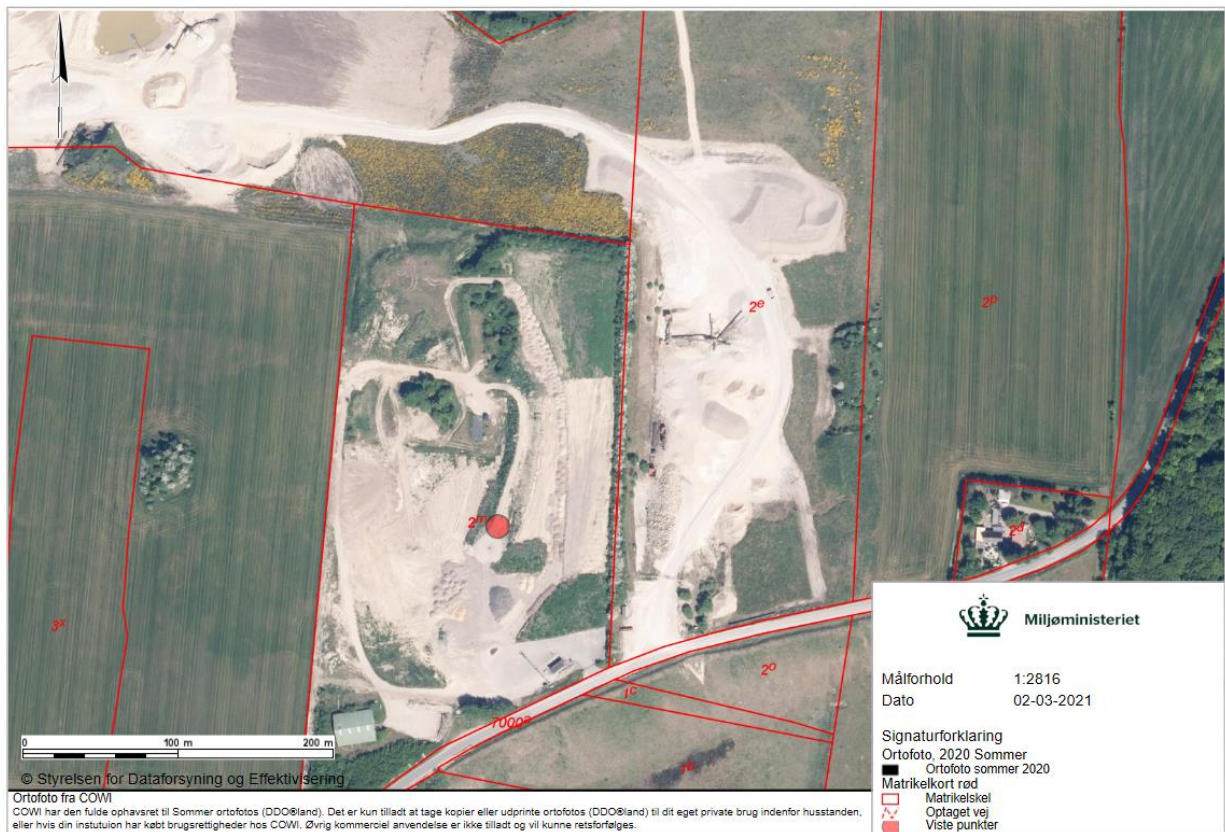 2e
2p
2m
2d
3x
2o
1c
7000a
0 100 m 200 m
© Styrelsen for Dataforsyning og Effektivisering
Miljøministeriet
Målforhold 1:2816
Dato 02-03-2021
Signaturforklaring
Ortofoto, 2020 Sommer
Ortofoto sommer 2020
Matrikelkort rød
Matrikelskel
Optaget vej
Viste punkter
Ortofoto fra COWI
COWI har den fulde ophavsret til Sommer ortofotos (DDO®land). Det er kun tilladt at tage kopier eller udprinte ortofotos (DDO®land) til dit eget private brug indenfor husstanden,
eller hvis din instutuion har købt brugsrettigheder hos COWI. Øvrig kommerciel anvendelse er ikke tilladt og vil kunne retsforfølges.